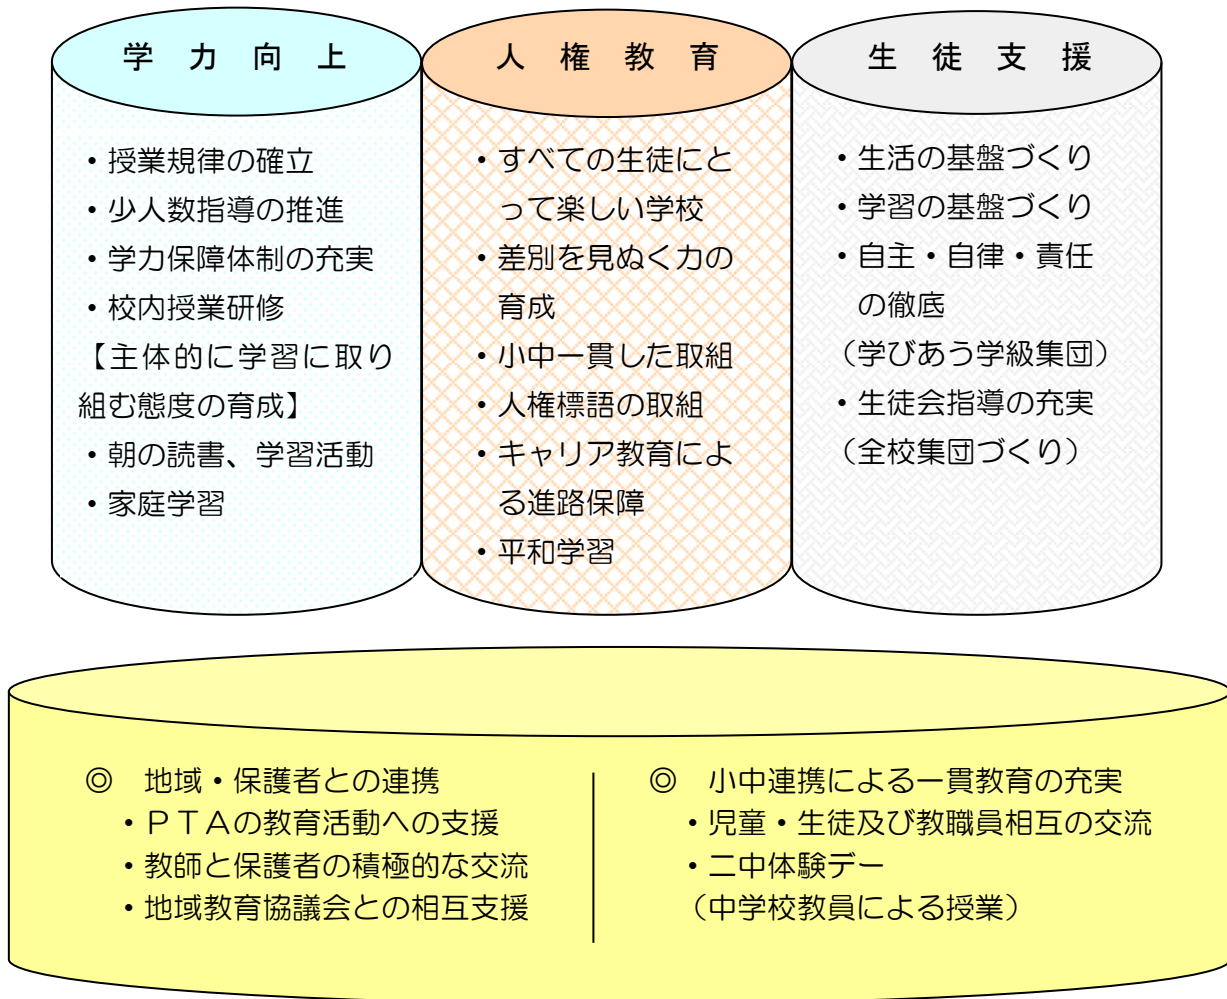 学力向上
・授業規律の確立
・少人数指導の推進
・学力保障体制の充実
・校内授業研修
【主体的に学習に取り
組む態度の育成】
・朝の読書、学習活動
・家庭学習
人権教育
・すべての生徒にと
って楽しい学校
・差別を見ぬく力の
育成
・小中一貫した取組
・人権標語の取組
・キャリア教育によ
る進路保障
・平和学習
生徒支援
・生活の基盤づくり
・学習の基盤づくり
・自主・自律・責任
の徹底
（学びあう学級集団）
・生徒会指導の充実
（全校集団づくり）
◎　地域・保護者との連携
・ＰＴＡの教育活動への支援
・教師と保護者の積極的な交流
・地域教育協議会との相互支援
◎　小中連携による一貫教育の充実
・児童・生徒及び教職員相互の交流
・二中体験デー
（中学校教員による授業）